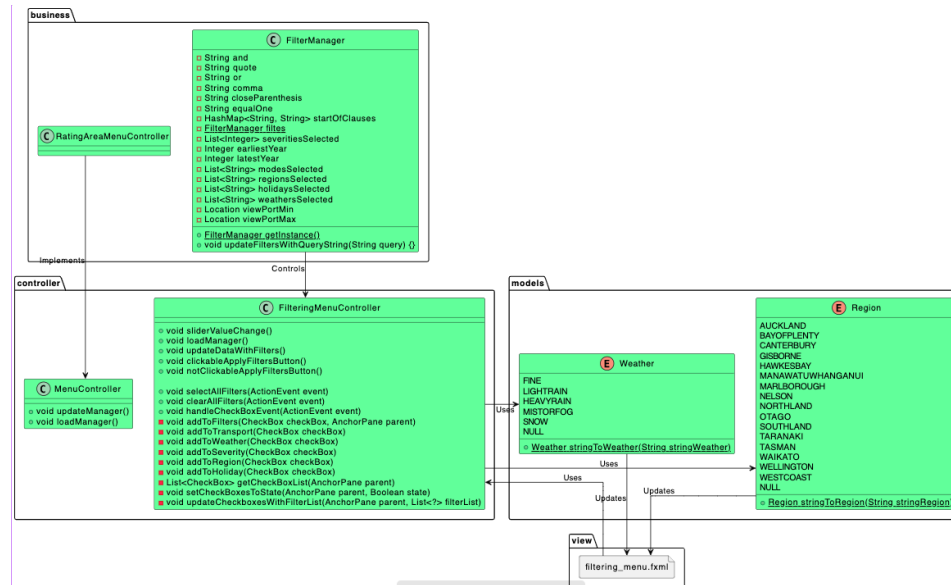 business
C FilterManager
String and
String quote
String or
String comma
String closeParenthesis
String equalOne
HashMap<String, String> startOfClauses
FilterManager filtes
List<Integer> severitiesSelected
Integer earliestYear
Integer latestYear
List<String> modesSelected
List<String> regionsSelected
List<String> holidaysSelected
List<String> weathersSelected
Location viewPortMin
Location viewPortMax
FilterManager getInstance()
void updateFiltersWithQueryString(String query) {}
C RatingAreaMenuController
Implements
Controls
controller
C FilteringMenuController
void sliderValueChange()
void loadManager()
void updateDataWithFilters()
void clickableApplyFiltersButton()
void notClickableApplyFiltersButton()
void selectAllFilters(ActionEvent event)
void clearAllFilters(ActionEvent event)
void handleCheckBoxEvent(ActionEvent event)
void addToFilters(CheckBox checkBox, AnchorPane parent)
void addToTransport(CheckBox checkBox)
void addToWeather(CheckBox checkBox)
void addToSeverity(CheckBox checkBox)
void addToRegion(CheckBox checkBox)
void addToHoliday(CheckBox checkBox)
List<CheckBox> getCheckBoxList(AnchorPane parent)
void setCheckBoxesToState(AnchorPane parent, Boolean state)
void updateCheckboxesWithFilterList(AnchorPane parent, List<?> filterList)
C MenuController
void updateManager()
void loadManager()
models
E Weather
FINE
LIGHTRAIN
HEAVYRAIN
MISTORFOG
SNOW
NULL
Weather stringToWeather(String stringWeather)
E Region
AUCKLAND
BAYOFPLENTY
CANTERBURY
GISBORNE
HAWKESBAY
MANAWATUWHANGANUI
MARLBOROUGH
NELSON
NORTHLAND
OTAGO
SOUTHLAND
TARANAKI
TASMAN
WAIKATO
WELLINGTON
WESTCOAST
NULL
Region stringToRegion(String stringRegion)
Uses
Uses
Uses
Updates
Updates
view
filtering_menu.fxml